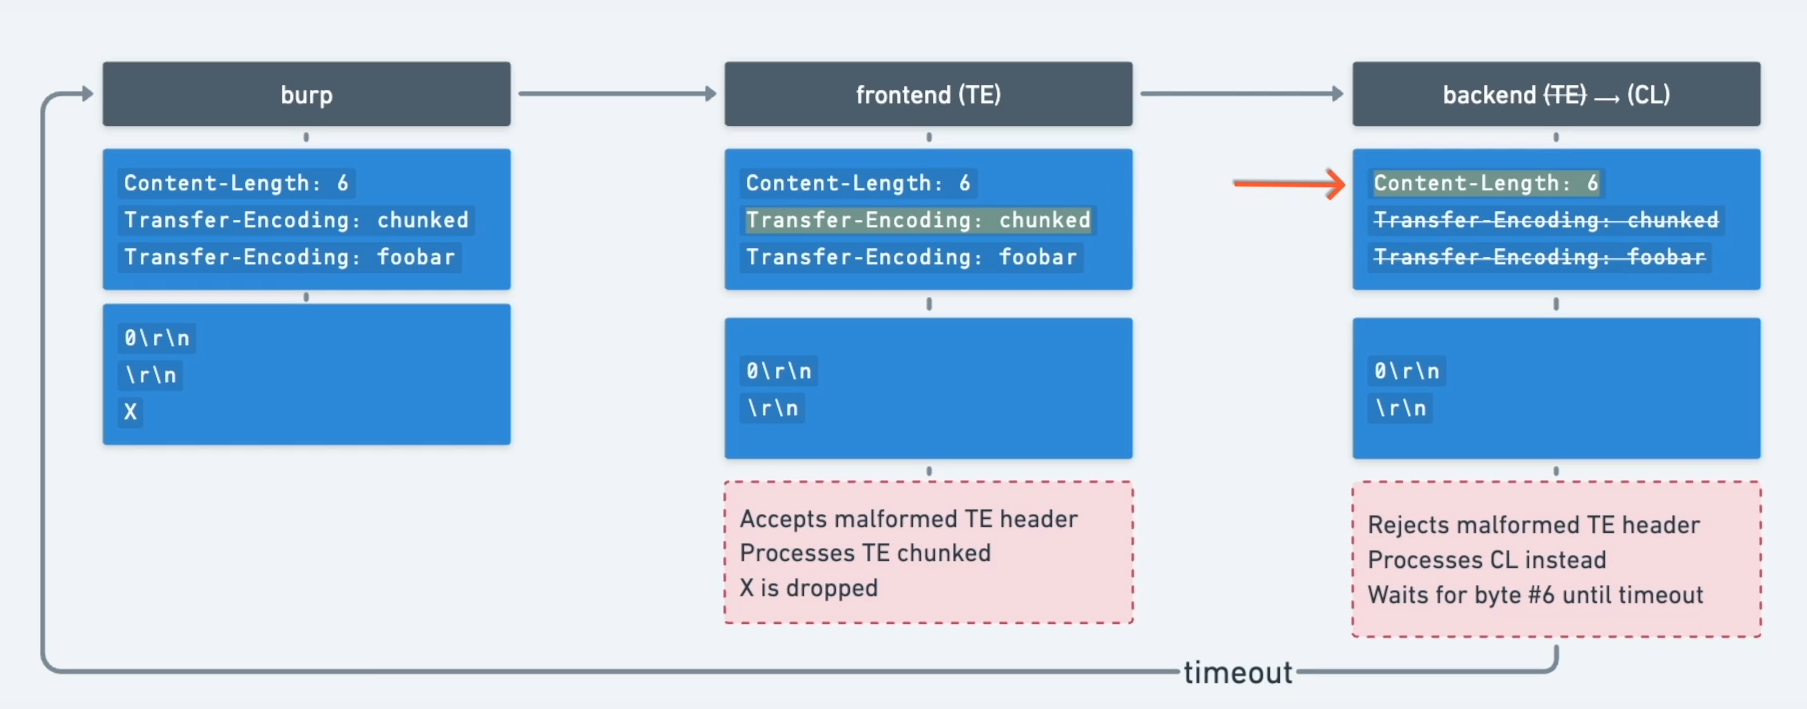 burp
Content-Length: 6
Transfer-Encoding: chunked
Transfer-Encoding: foobar
0\r\n
\r\n
X
frontend (TE)
Content-Length: 6
Transfer-Encoding: chunked
Transfer-Encoding: foobar
0\r\n
\r\n
Accepts malformed TE header
Processes TE chunked
X is dropped
backend (TE) → (CL)
Content-Length: 6
Transfer-Encoding: chunked
Transfer-Encoding: foobar
0\r\n
\r\n
Rejects malformed TE header
Processes CL instead
Waits for byte #6 until timeout
timeout